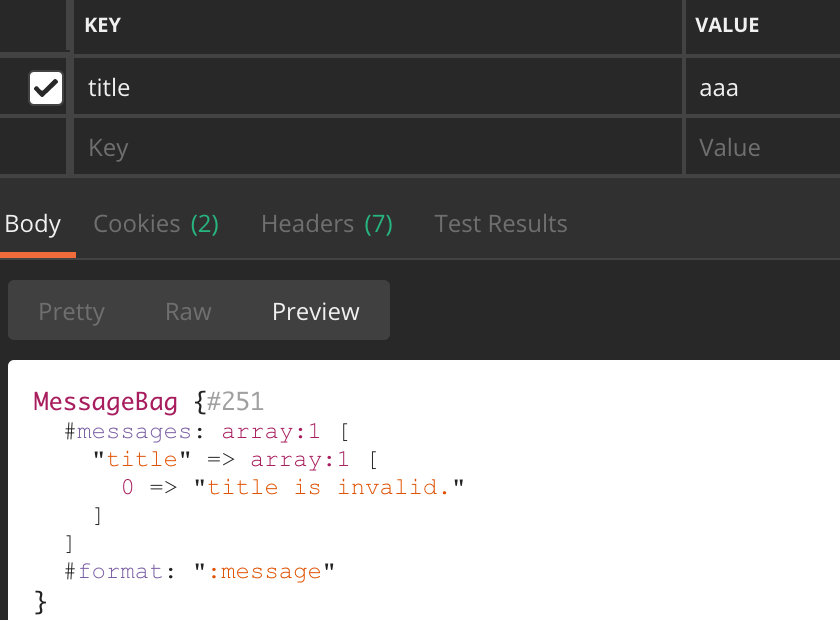 KEY VALUE
title aaa
Key Value
Body Cookies (2) Headers (7) Test Results
Pretty Raw Preview
MessageBag {#251
#messages: array:1 [
"title" => array:1 [
0 => "title is invalid."
]
]
#format: ":message"
}